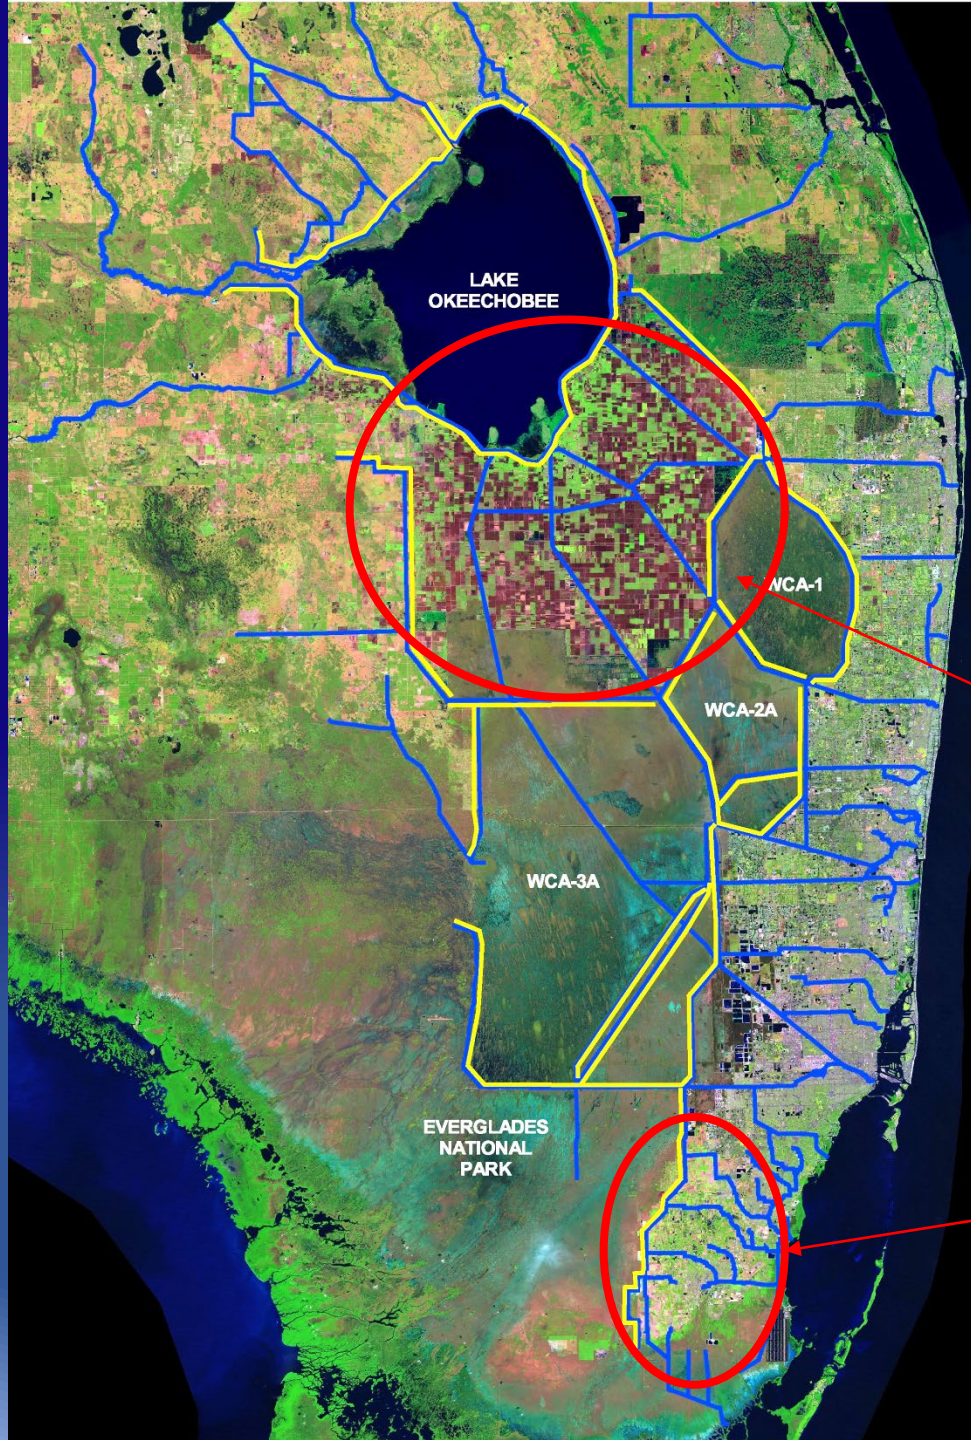 LAKE
OKEECHOBEE
WCA-1
WCA-2A
WCA-3A
EVERGLADES
NATIONAL
PARK